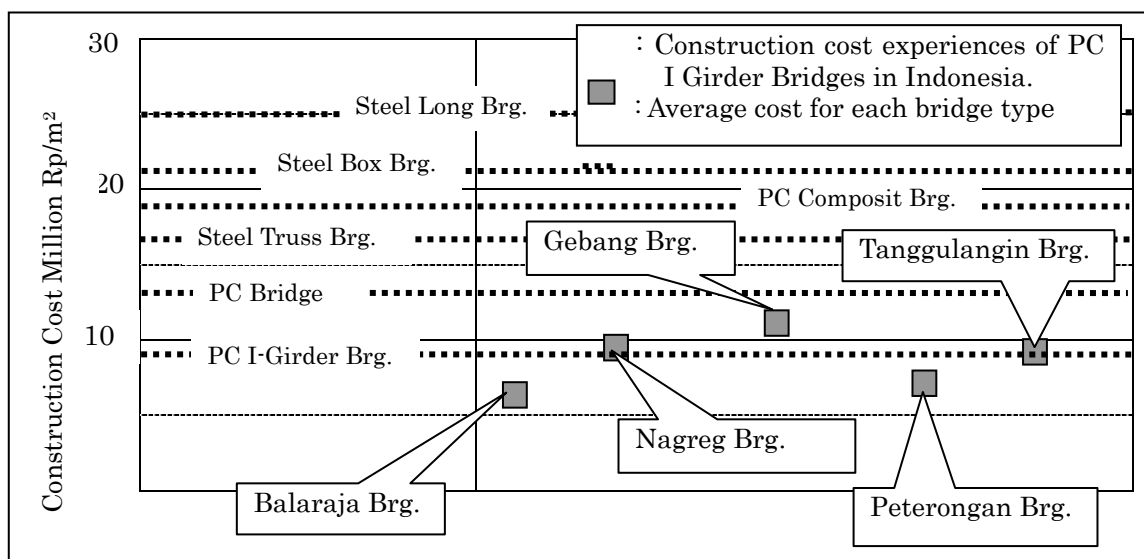 30
: Construction cost experiences of PC
I Girder Bridges in Indonesia.
: Average cost for each bridge type
Steel Long Brg.
Steel Box Brg.
20
PC Composit Brg.
Steel Truss Brg.
Gebang Brg.
Tanggulangin Brg.
PC Bridge
10
PC I-Girder Brg.
Nagreg Brg.
Balaraja Brg.
Peterongan Brg.
Construction Cost Million Rp/m²